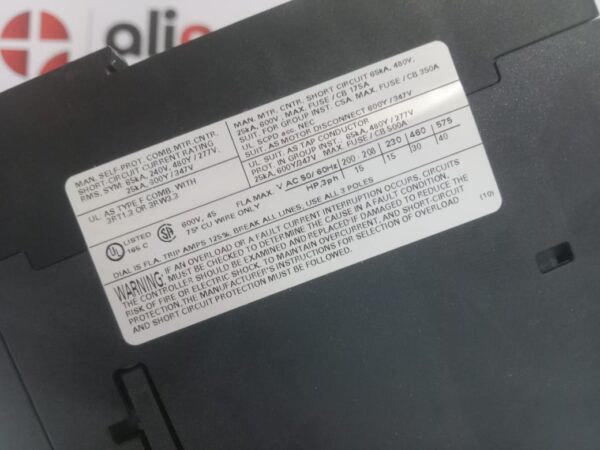 ali
MAN. SELF-PROT. COMB.MTR.CNTR.
SHORT-CIRCUIT CURRENT RATING
RMS, SYM: 65kA, 240V, 480Y / 277V,
25kA, 600Y/347V
UL AS TYPE F COMB. WITH
3RT1.3 OR 3RW3.3
MAN. MTR. CNTR. SHORT CIRCUIT 65kA, 480V,
25kA, 600V, MAX. FUSE / CB 175A
SUIT. FOR GROUP INST. CSA, MAX. FUSE / CB 350A
UL SCPD acc. NEC
SUIT AS MOTOR DISCONNECT 600Y/347V
UL SUIT AS TAP CONDUCTOR
PROT. IN GROUP INST. 65kA, 480Y / 277V
25kA, 600Y/347V MAX. FUSE / CB 500A
UL LISTED
165 C
SA
600V, 45 FLA MAX.
75° CU WIRE ONLY
V AC 50/ 60Hz 200 - 208 230 460 575
HP 3ph 15 15 30 40
DIAL IS FLA, TRIP AMPS 125%. BREAK ALL LINES, USE ALL 3 POLES
WARNING: IF AN OVERLOAD OR A FAULT CURRENT INTERRUPTION OCCURS, CIRCUITS
MUST BE CHECKED TO DETERMINE THE CAUSE IN A FAULT CONDITION.
THE CONTROLLER SHOULD BE EXAMINED AND REPLACED IF DAMAGED TO REDUCE THE
RISK OF FIRE OR ELECTRIC SHOCK. TO MAINTAIN OVERCURRENT, AND SHORT-CIRCUIT
PROTECTION, THE MANUFACTURER'S INSTRUCTIONS FOR SELECTION OF OVERLOAD
AND SHORT CIRCUIT PROTECTION MUST BE FOLLOWED.
(10)